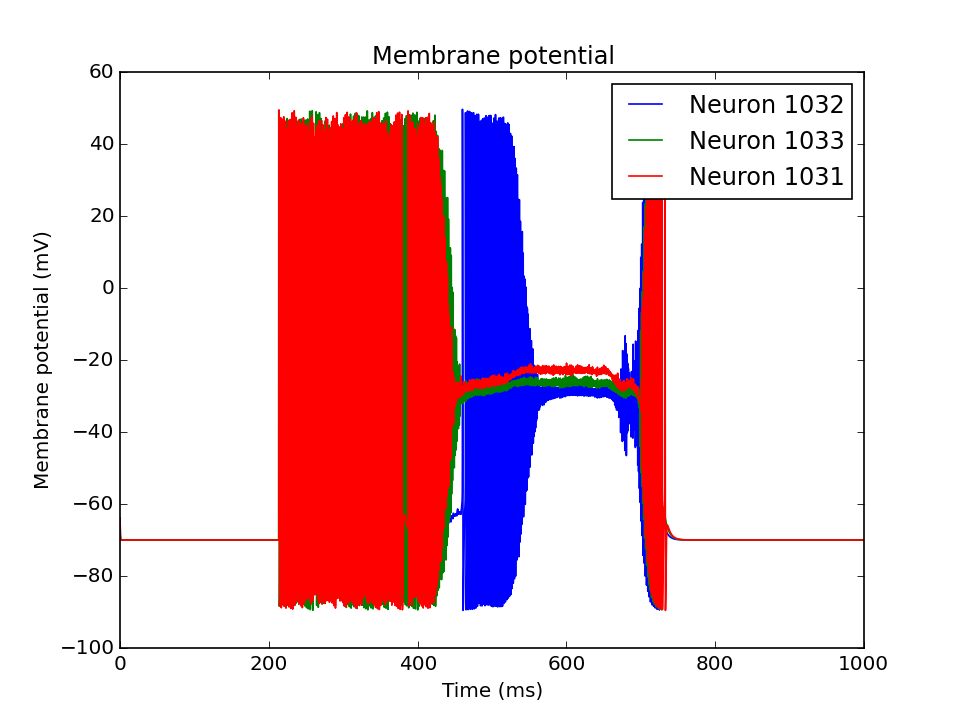 Membrane potential
Membrane potential (mV)
60
40
20
0
−20
−40
−60
−80
−100
Neuron 1032
Neuron 1033
Neuron 1031
0
200
400
600
800
1000
Time (ms)